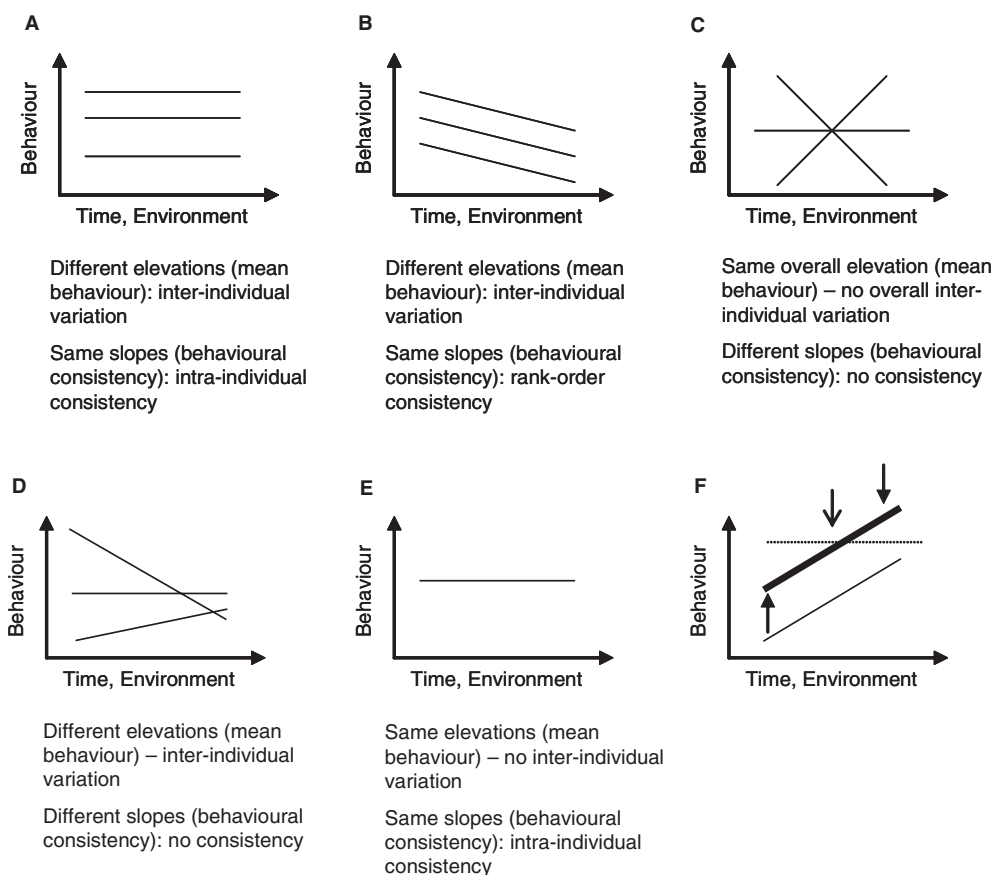 A
Behaviour
Time, Environment
Different elevations (mean
behaviour): inter-individual
variation
Same slopes (behavioural
consistency): intra-individual
consistency
B
Behaviour
Time, Environment
Different elevations (mean
behaviour): inter-individual
variation
Same slopes (behavioural
consistency): rank-order
consistency
C
Behaviour
Time, Environment
Same overall elevation (mean
behaviour) – no overall inter-
individual variation
Different slopes (behavioural
consistency): no consistency
D
Behaviour
Time, Environment
Different elevations (mean
behaviour) – inter-individual
variation
Different slopes (behavioural
consistency): no consistency
E
Behaviour
Time, Environment
Same elevations (mean
behaviour) – no inter-individual
variation
Same slopes (behavioural
consistency): intra-individual
consistency
F
Behaviour
Time, Environment